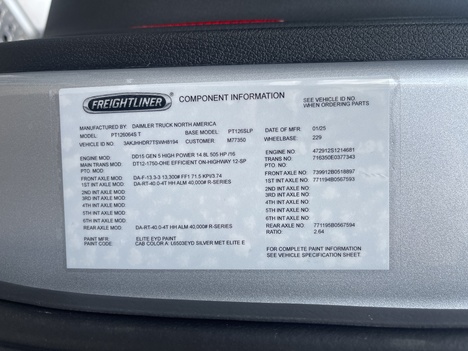 FREIGHTLINER
COMPONENT INFORMATION
SEE VEHICLE ID NO
WHEN ORDERING PARTS
MANUFACTURED BY DAIMLER TRUCK NORTH AMERICA DATE OF MFR 01/25
MODEL PT126064S T BASE MODEL PT126SLP WHEELBASE 229
VEHICLE ID NO: CUSTOMER M77350
ENGINE MOD DD15 GEN 5 HIGH POWER 14.8L 505 HP /16 ENGINE NO 472912S1214681
MAIN TRANS MOD DT12-1750-OHE EFFICIENT ON-HIGHWAY 12-SP TRANS NO 716350E0377343
PTO. MOD PTO. NO
FRONT AXLE MOD DA-F-13.3-3 13,300# FF1 71.5 KPI/3.74 FRONT AXLE NO 739912B0518897
1ST INT AXLE MOD DA-RT-40.0-4T HH ALM 40,000# R-SERIES 1ST INT AXLE NO 771194B0567593
2ND INT AXLE MOD 2ND INT AXLE NO
3RD INT AXLE MOD 3RD INT AXLE NO
4TH INT AXLE MOD 4TH INT AXLE NO
5TH INT AXLE MOD 5TH INT AXLE NO
6TH INT AXLE MOD 6TH INT AXLE NO
REAR AXLE MOD DA-RT-40.0-4T HH ALM 40,000# R-SERIES REAR AXLE NO 771195B0567594
RATIO 2.64
PAINT MFR ELITE EYD PAINT FOR COMPLETE PAINT INFORMATION
PAINT NO CAB COLOR A: L6503EYD SILVER MET ELITE E SEE VEHICLE SPECIFICATION SHEET.